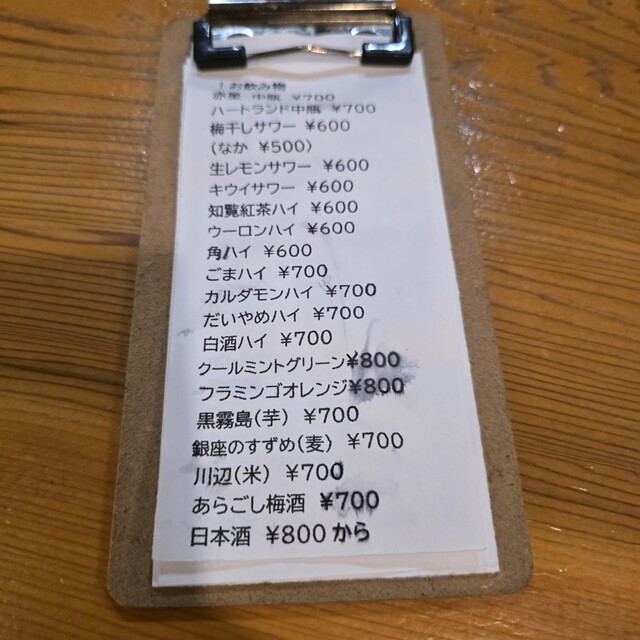 お飲み物
赤星 中瓶 ¥700
ハートランド中瓶 ¥700
梅干しサワー ¥600
(なか ¥500)
生レモンサワー ¥600
キウイサワー ¥600
知覧紅茶ハイ ¥600
ウーロンハイ ¥600
角ハイ ¥600
ごまハイ ¥700
カルダモンハイ ¥700
だいやめハイ ¥700
白酒ハイ ¥700
クールミントグリーン¥800
フラミンゴオレンジ¥800
黒霧島(芋) ¥700
銀座のすずめ(麦) ¥700
川辺(米) ¥700
あらごし梅酒 ¥700
日本酒 ¥800から